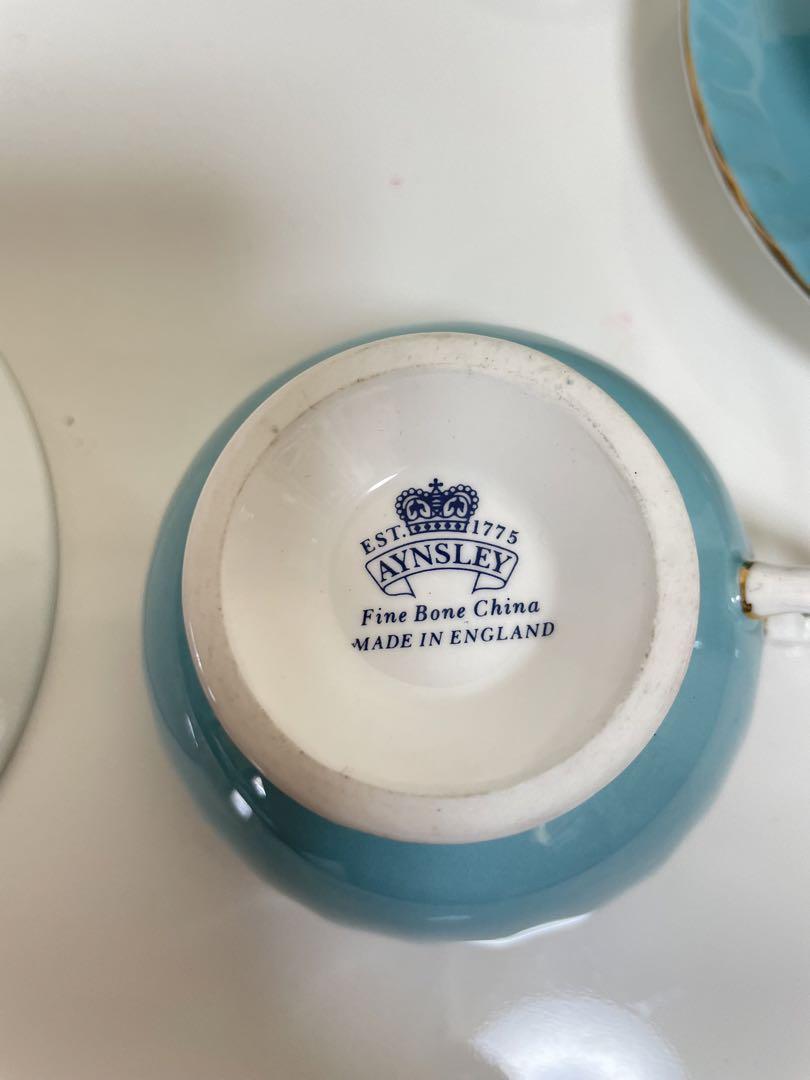 EST. 1775
AYNSLEY
Fine Bone China
MADE IN ENGLAND